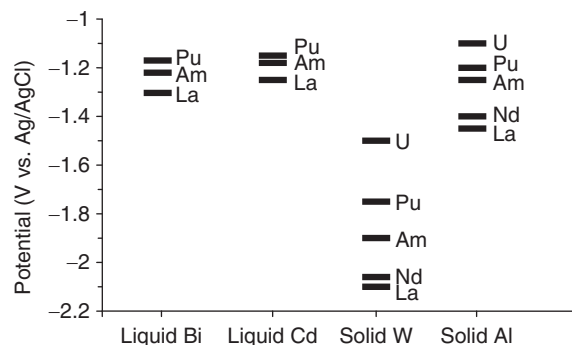 Potential (V vs. Ag/AgCl)
−1
−1.2
−1.4
−1.6
−1.8
−2
−2.2
Pu
Am
La
Pu
Am
La
U
Pu
Am
Nd
La
U
Pu
Am
Nd
La
Liquid Bi
Liquid Cd
Solid W
Solid Al